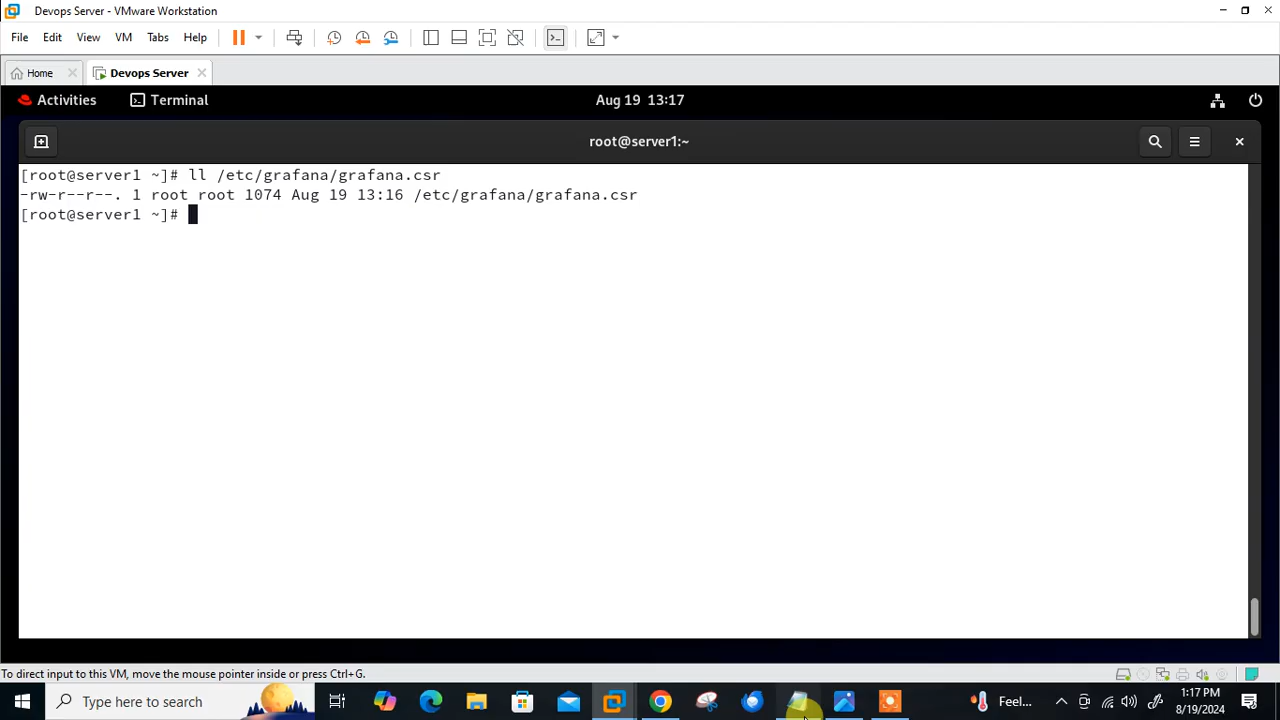 Devops Server - VMware Workstation
File Edit View VM Tabs Help
Home Devops Server
Activities Terminal Aug 19 13:17
root@server1:~
[root@server1 ~]# ll /etc/grafana/grafana.csr
-rw-r--r--. 1 root root 1074 Aug 19 13:16 /etc/grafana/grafana.csr
[root@server1 ~]#
To direct input to this VM, move the mouse pointer inside or press Ctrl+G.
Type here to search Feel... 1:17 PM
8/19/2024